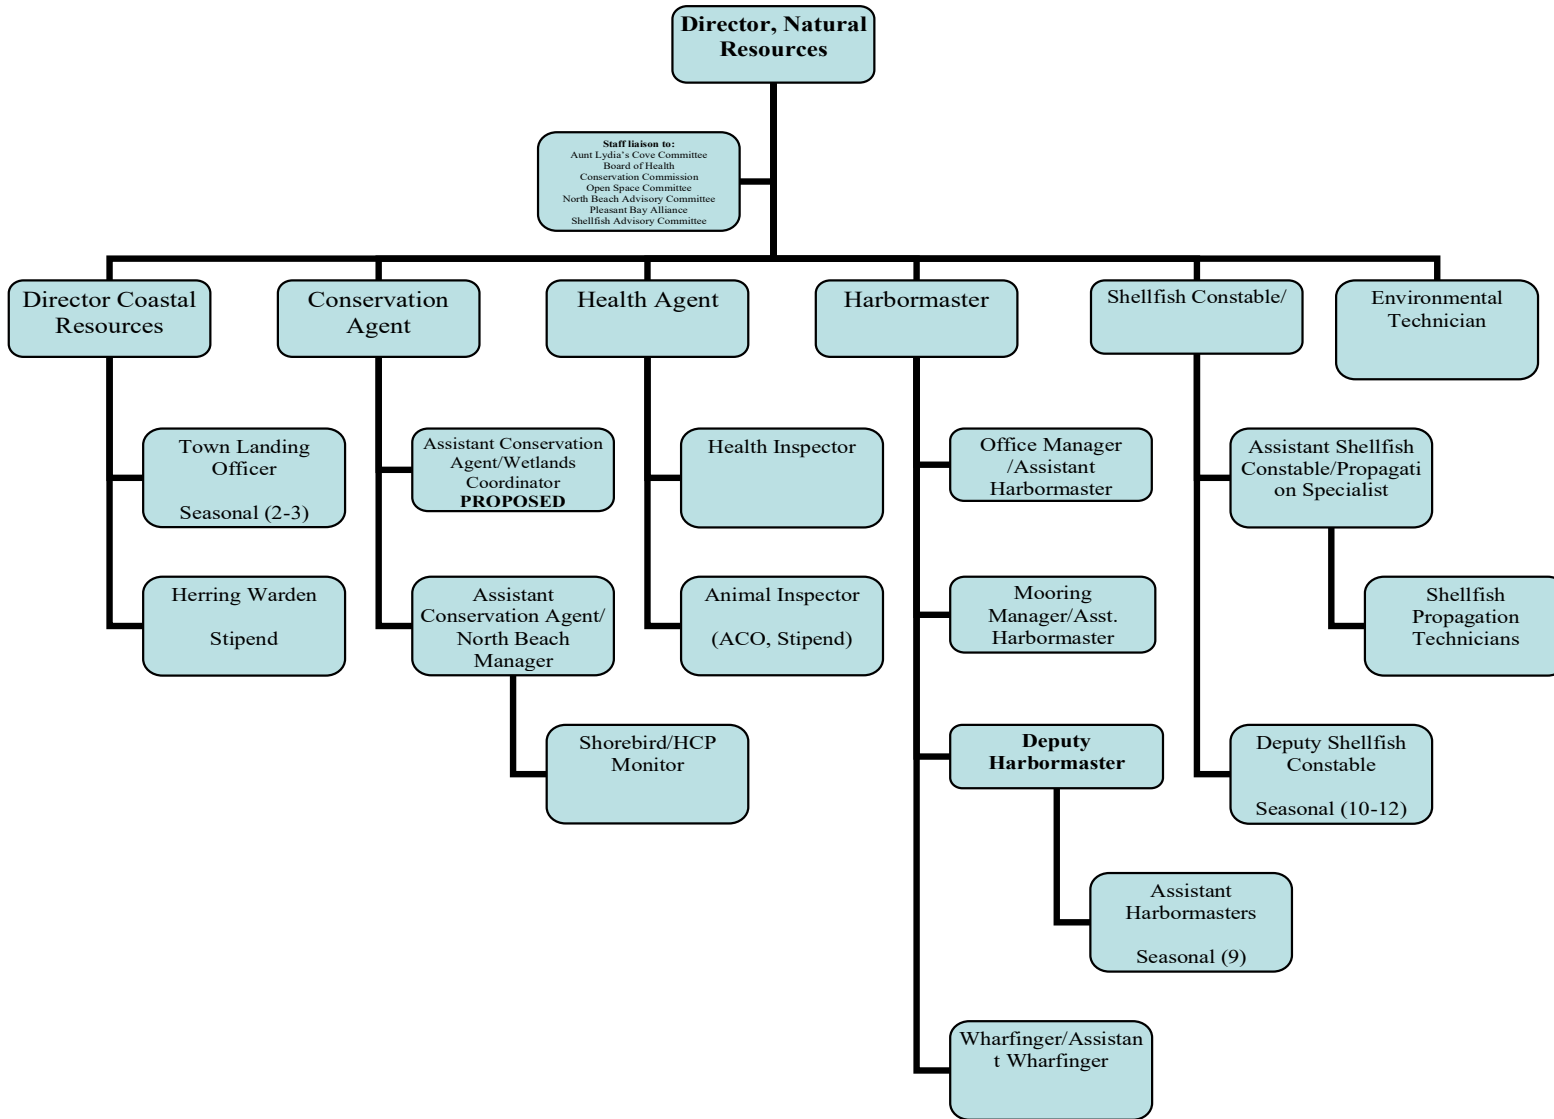 Director, Natural
Resources
Staff liaison to:
Aunt Lydia's Cove Committee
Board of Health
Conservation Commission
Open Space Committee
North Beach Advisory Committee
Pleasant Bay Alliance
Shellfish Advisory Committee
Director Coastal
Resources
Conservation
Agent
Health Agent
Harbormaster
Shellfish Constable/
Environmental
Technician
Town Landing
Officer
Seasonal (2-3)
Assistant Conservation
Agent/Wetlands
Coordinator
PROPOSED
Health Inspector
Office Manager
/Assistant
Harbormaster
Assistant Shellfish
Constable/Propagati
on Specialist
Herring Warden
Stipend
Assistant
Conservation Agent/
North Beach
Manager
Animal Inspector
(ACO, Stipend)
Mooring
Manager/Asst.
Harbormaster
Shellfish
Propagation
Technicians
Shorebird/HCP
Monitor
Deputy
Harbormaster
Deputy Shellfish
Constable
Seasonal (10-12)
Assistant
Harbormasters
Seasonal (9)
Wharfinger/Assistan
t Wharfinger